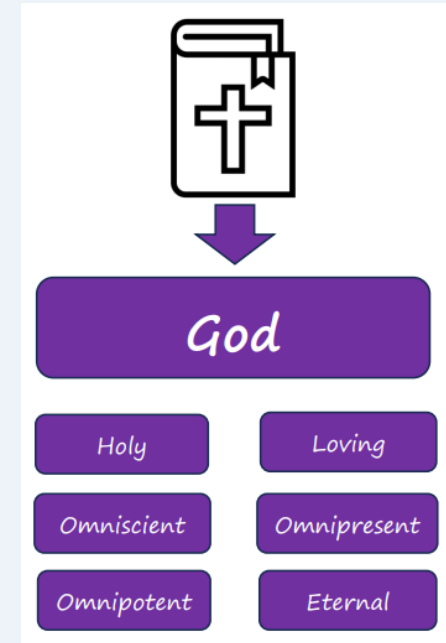 God
Holy
Loving
Omniscient
Omnipresent
Omnipotent
Eternal